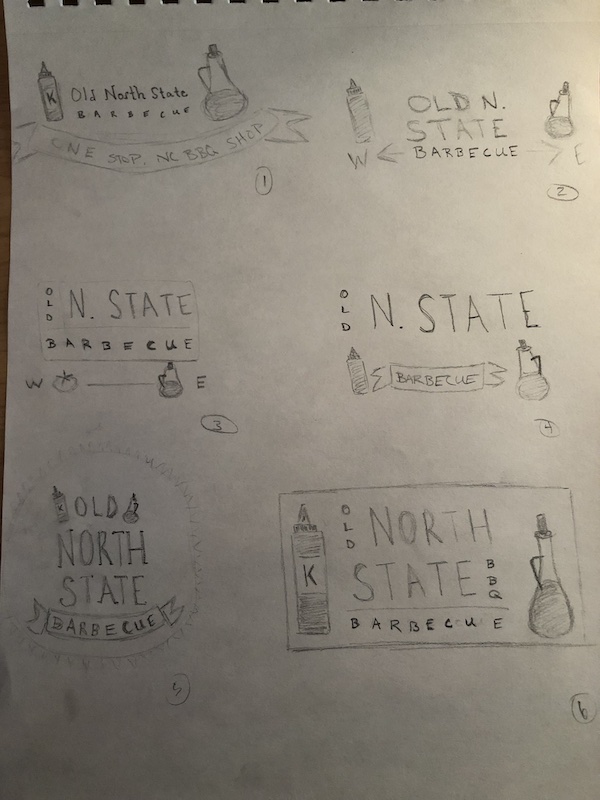 K
Old North State
BARBECUE
ONE STOP. NC BBQ SHOP
1
OLD N.
STATE
W BARBECUE E
2
OLD
N. STATE
BARBECUE
W E
3
OLD
N. STATE
BARBECUE
4
K
OLD
NORTH
STATE
BARBECUE
5
K
OLD
NORTH
STATE
BBQ
BARBECUE
6